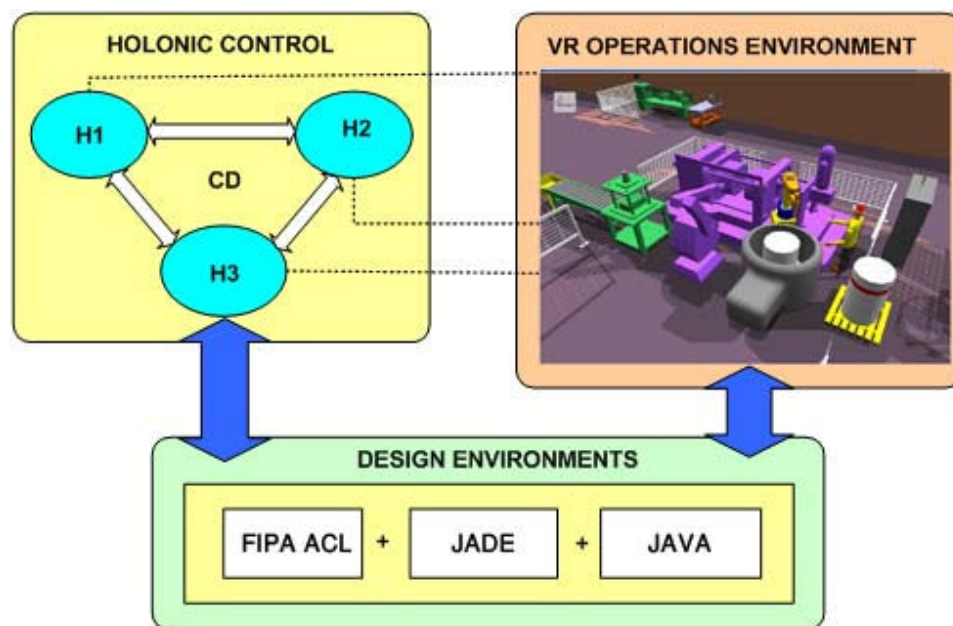 HOLONIC CONTROL
VR OPERATIONS ENVIRONMENT
H1
H2
CD
H3
DESIGN ENVIRONMENTS
FIPA ACL + JADE + JAVA